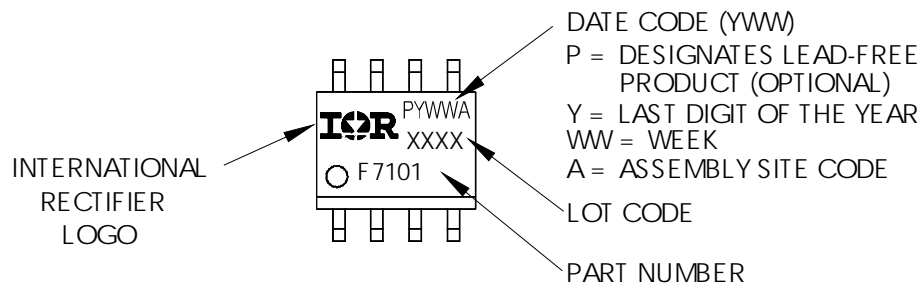 DATE CODE (YWW)
P = DESIGNATES LEAD-FREE
PRODUCT (OPTIONAL)
Y = LAST DIGIT OF THE YEAR
WW = WEEK
A = ASSEMBLY SITE CODE
LOT CODE
PART NUMBER
INTERNATIONAL
RECTIFIER
LOGO
IOR
PYWWA
XXXX
F7101